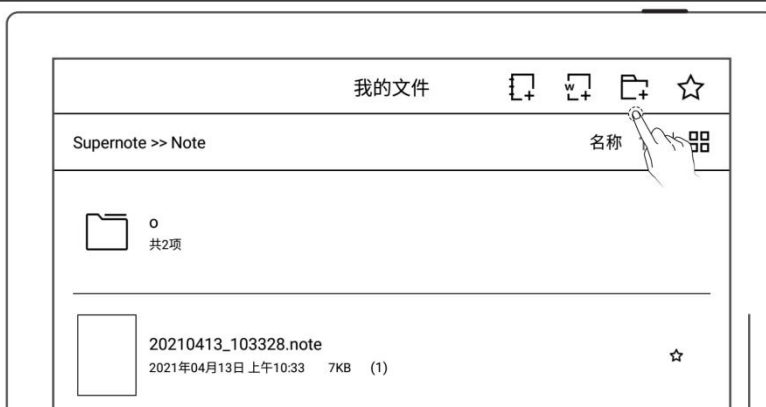 我的文件
W
Supernote >> Note
名称
o
共2项
20210413_103328.note
2021年04月13日 上午10:33 7KB (1)